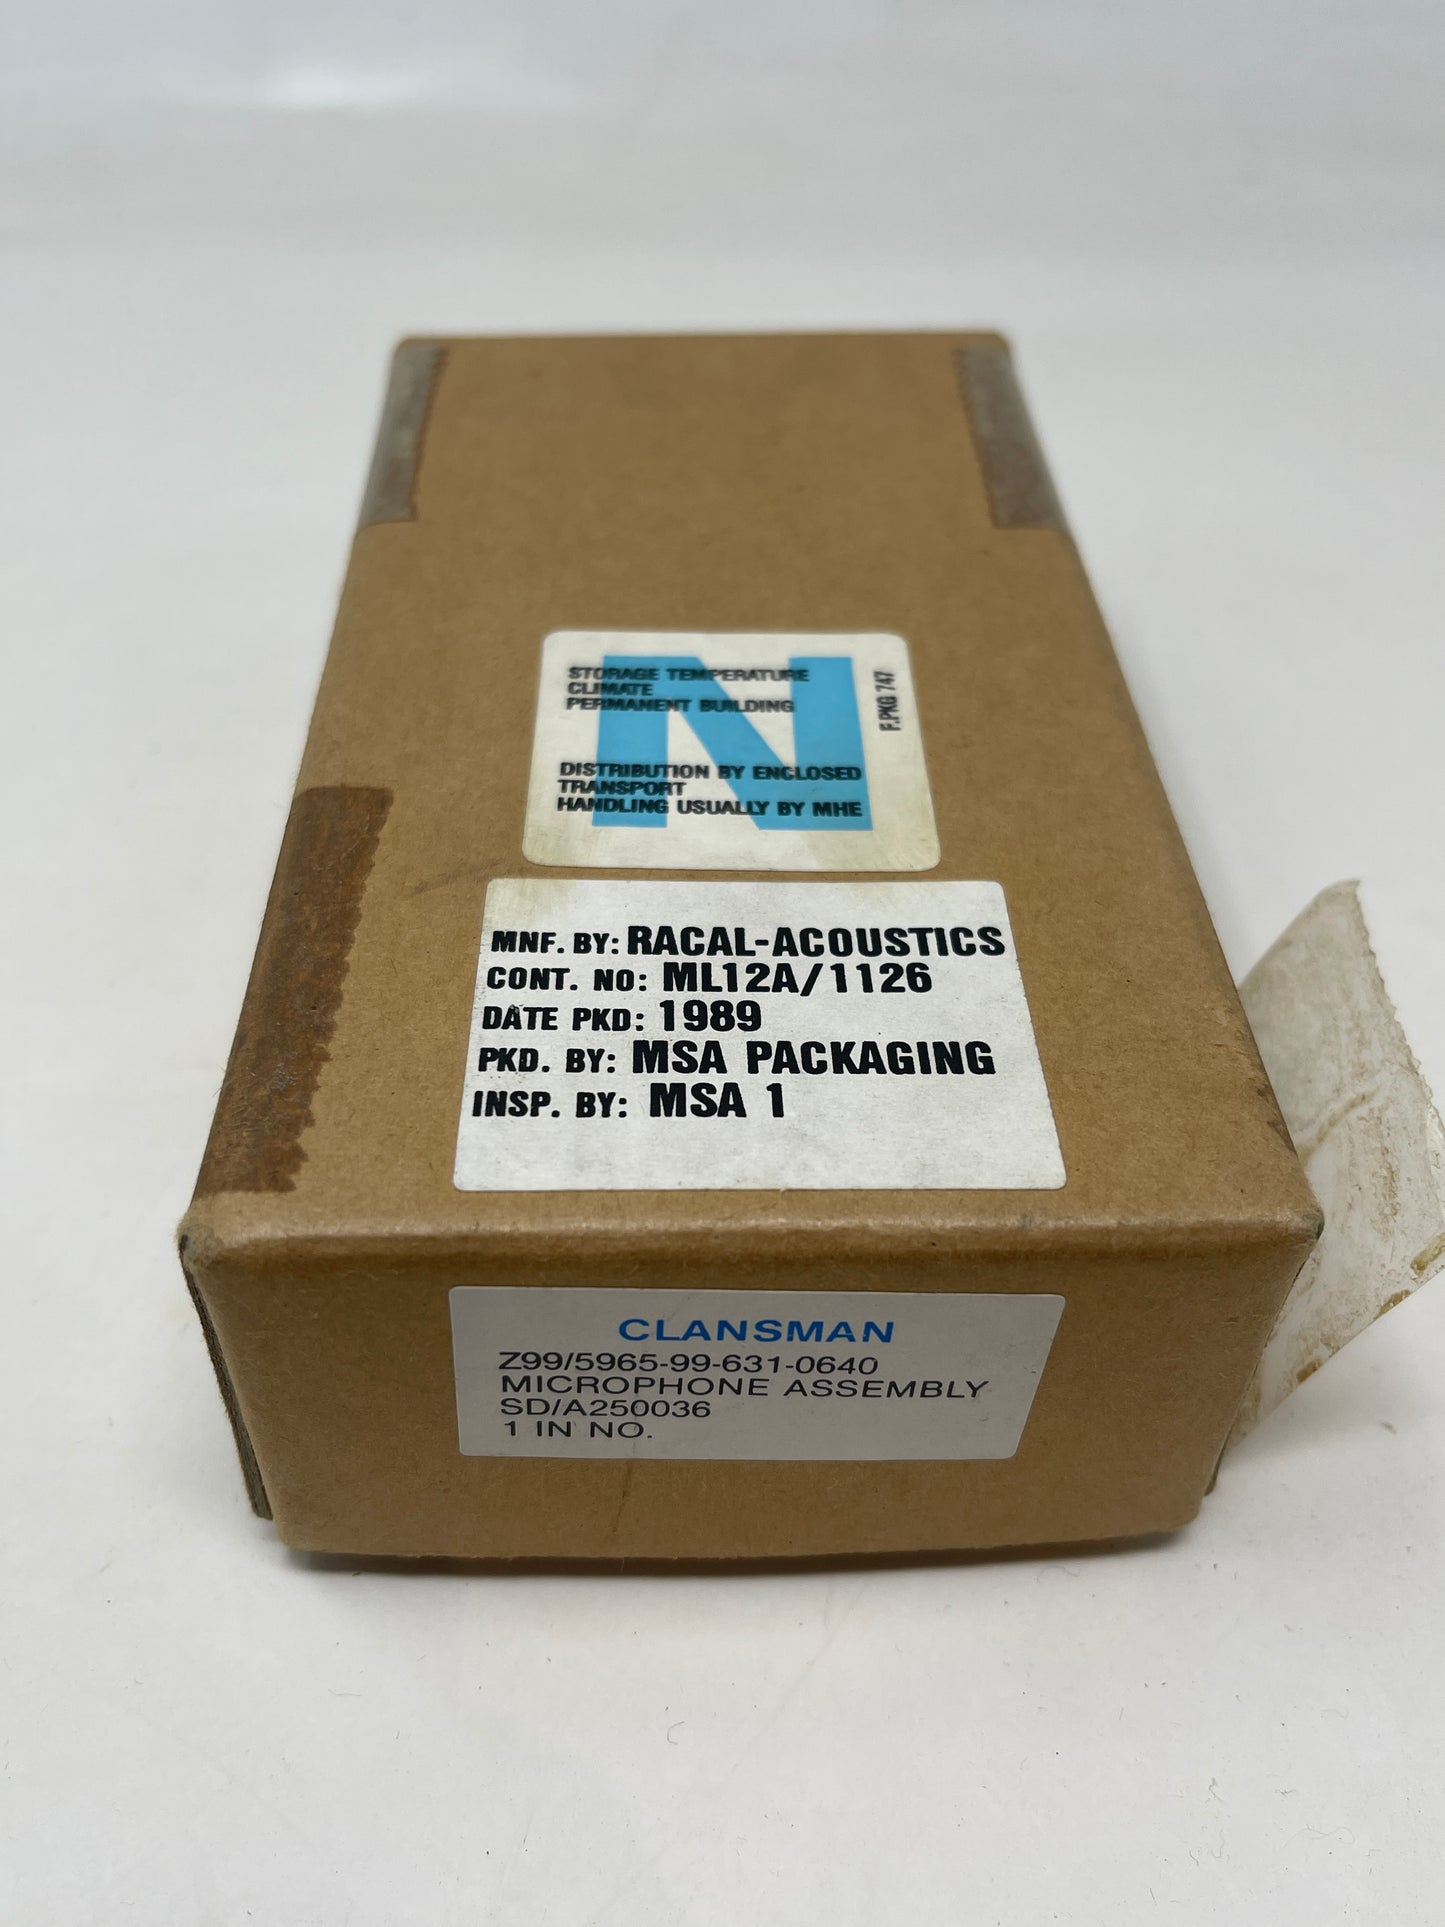 N
STORAGE TEMPERATURE
CLIMATE
PERMANENT BUILDING
DISTRIBUTION BY ENCLOSED
TRANSPORT
HANDLING USUALLY BY MHE
F.PKG 747
MNF. BY: RACAL-ACOUSTICS
CONT. NO: ML12A/1126
DATE PKD: 1989
PKD. BY: MSA PACKAGING
INSP. BY: MSA 1
CLANSMAN
Z99/5965-99-631-0640
MICROPHONE ASSEMBLY
SD/A250036
1 IN NO.